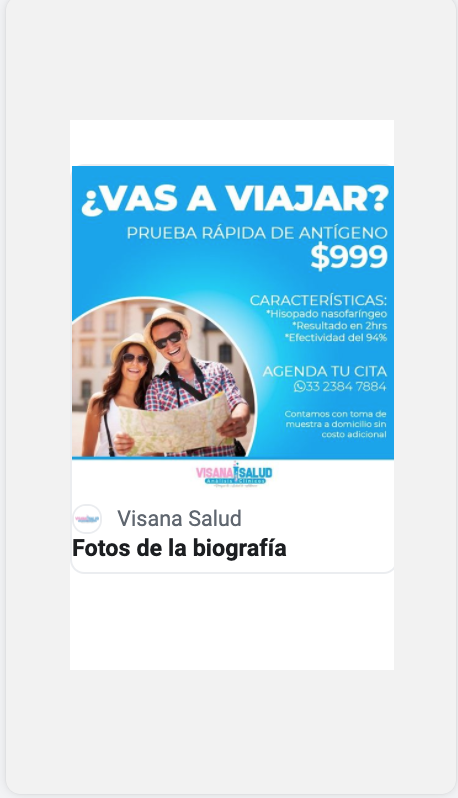 ¿VAS A VIAJAR?
PRUEBA RÁPIDA DE ANTÍGENO
$999
CARACTERÍSTICAS:
*Hisopado nasofaríngeo
*Resultado en 2hrs
*Efectividad del 94%
AGENDA TU CITA
33 2384 7884
Contamos con toma de
muestra a domicilio sin
costo adicional
VISANA SALUD
Análisis Clínicos
Visana Salud
Fotos de la biografía